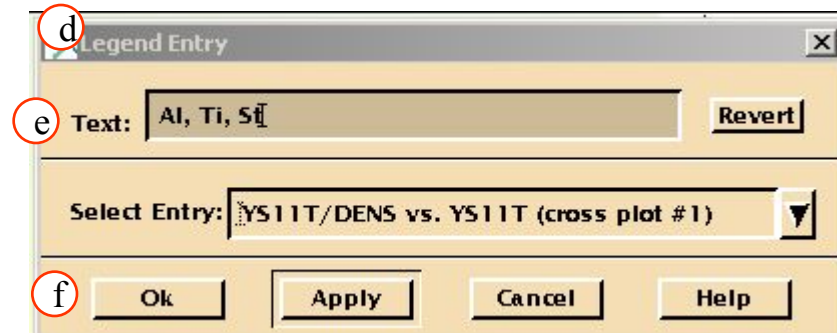 d
Legend Entry
e Text: Al, Ti, St Revert
Select Entry: YS11T/DENS vs. YS11T (cross plot #1)
f Ok Apply Cancel Help